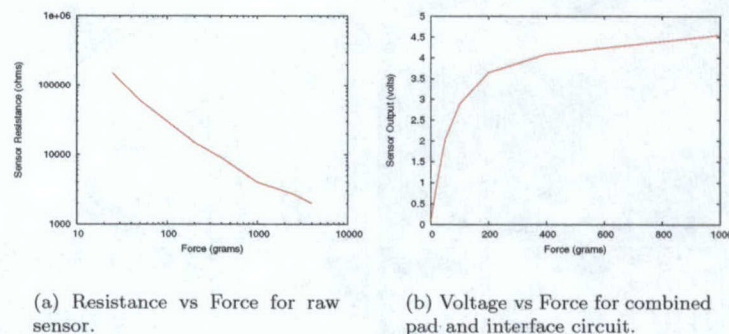 1e+06
100000
10000
1000
10
100
1000
10000
Sensor Resistance (ohms)
Force (grams)
5
4.5
4
3.5
3
2.5
2
1.5
1
0.5
0
0
200
400
600
800
1000
Sensor Output (volts)
Force (grams)
(a) Resistance vs Force for raw
sensor.
(b) Voltage vs Force for combined
pad and interface circuit.